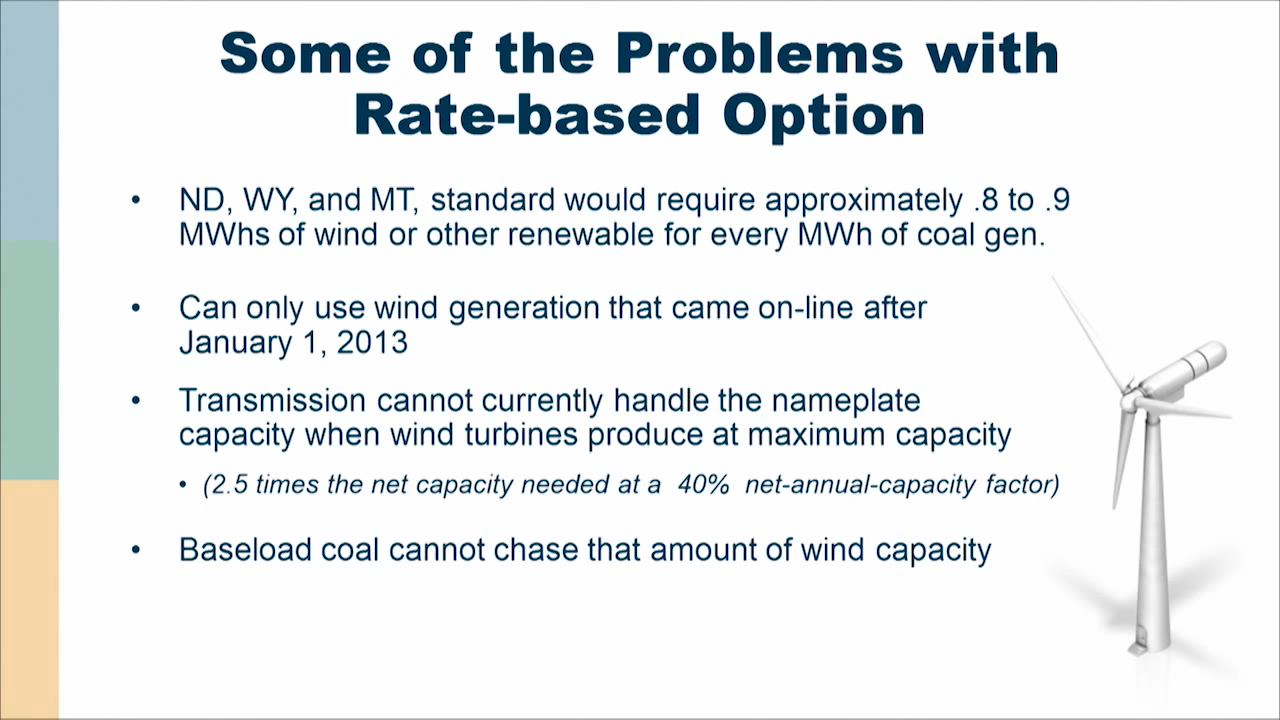 Some of the Problems with
Rate-based Option
• ND, WY, and MT, standard would require approximately .8 to .9
MWhs of wind or other renewable for every MWh of coal gen.
• Can only use wind generation that came on-line after
January 1, 2013
• Transmission cannot currently handle the nameplate
capacity when wind turbines produce at maximum capacity
• (2.5 times the net capacity needed at a 40% net-annual-capacity factor)
• Baseload coal cannot chase that amount of wind capacity